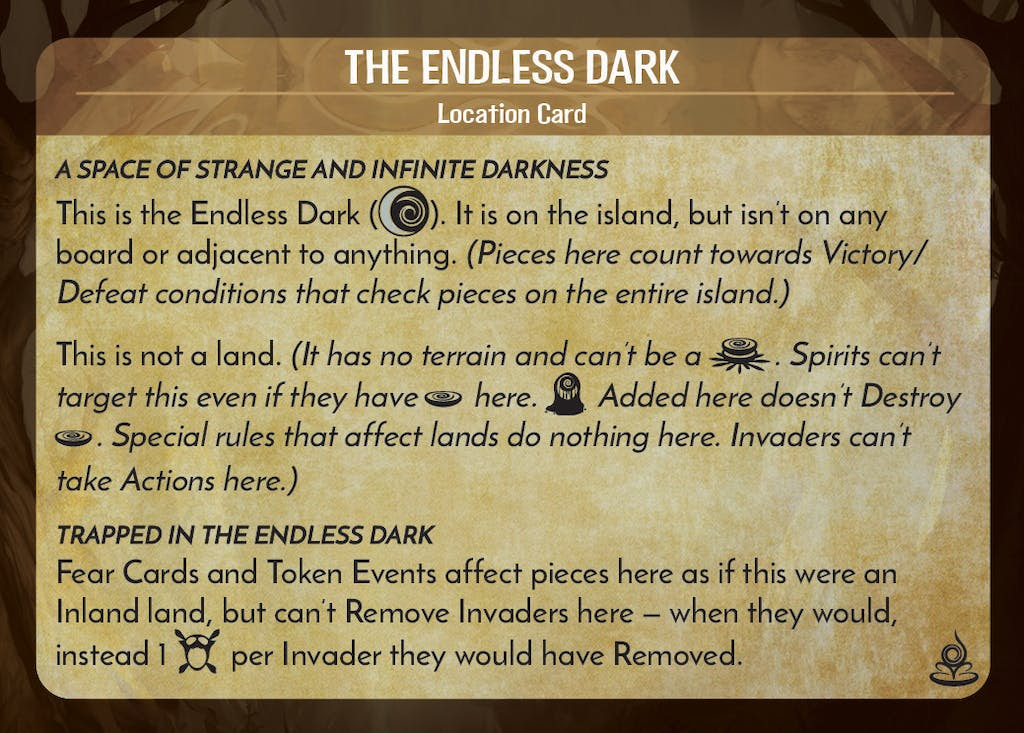 THE ENDLESS DARK
Location Card
A SPACE OF STRANGE AND INFINITE DARKNESS
This is the Endless Dark ( ). It is on the island, but isn't on any
board or adjacent to anything. (Pieces here count towards Victory/
Defeat conditions that check pieces on the entire island.)
This is not a land. (It has no terrain and can't be a . Spirits can't
target this even if they have here. Added here doesn't Destroy
. Special rules that affect lands do nothing here. Invaders can't
take Actions here.)
TRAPPED IN THE ENDLESS DARK
Fear Cards and Token Events affect pieces here as if this were an
Inland land, but can't Remove Invaders here – when they would,
instead 1 per Invader they would have Removed.